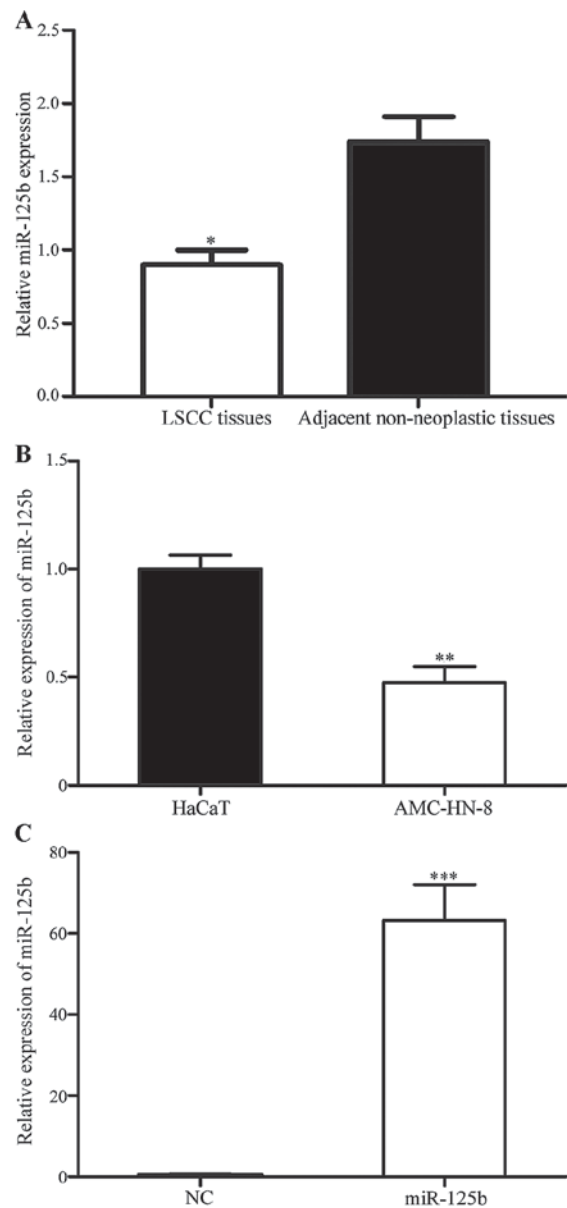 A
Relative miR-125b expression
2.5
2.0
1.5
1.0
0.5
0.0
*
LSCC tissues
Adjacent non-neoplastic tissues
B
Relative expression of miR-125b
1.5
1.0
0.5
0
**
HaCaT
AMC-HN-8
C
Relative expression of miR-125b
80
60
40
20
0
***
NC
miR-125b